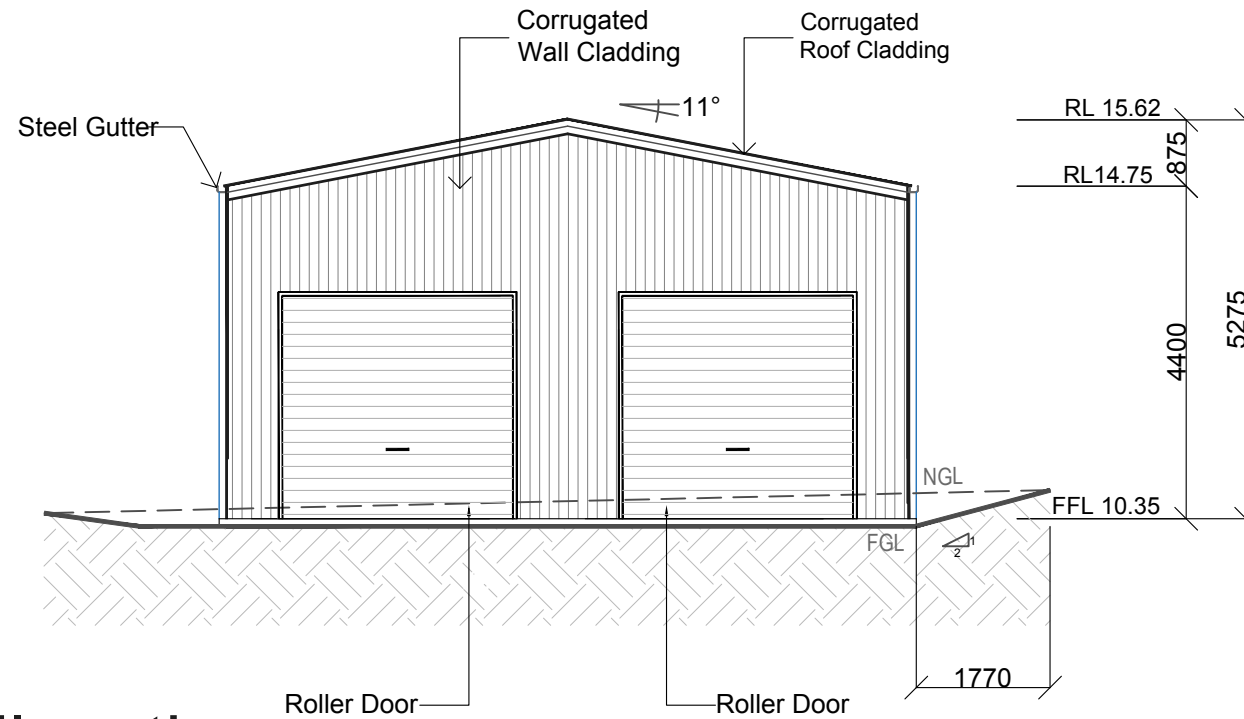 Corrugated
Wall Cladding
Corrugated
Roof Cladding
Steel Gutter
11°
RL 15.62
875
RL14.75
5275
4400
NGL
FFL 10.35
FGL
1
2
1770
Roller Door
Roller Door